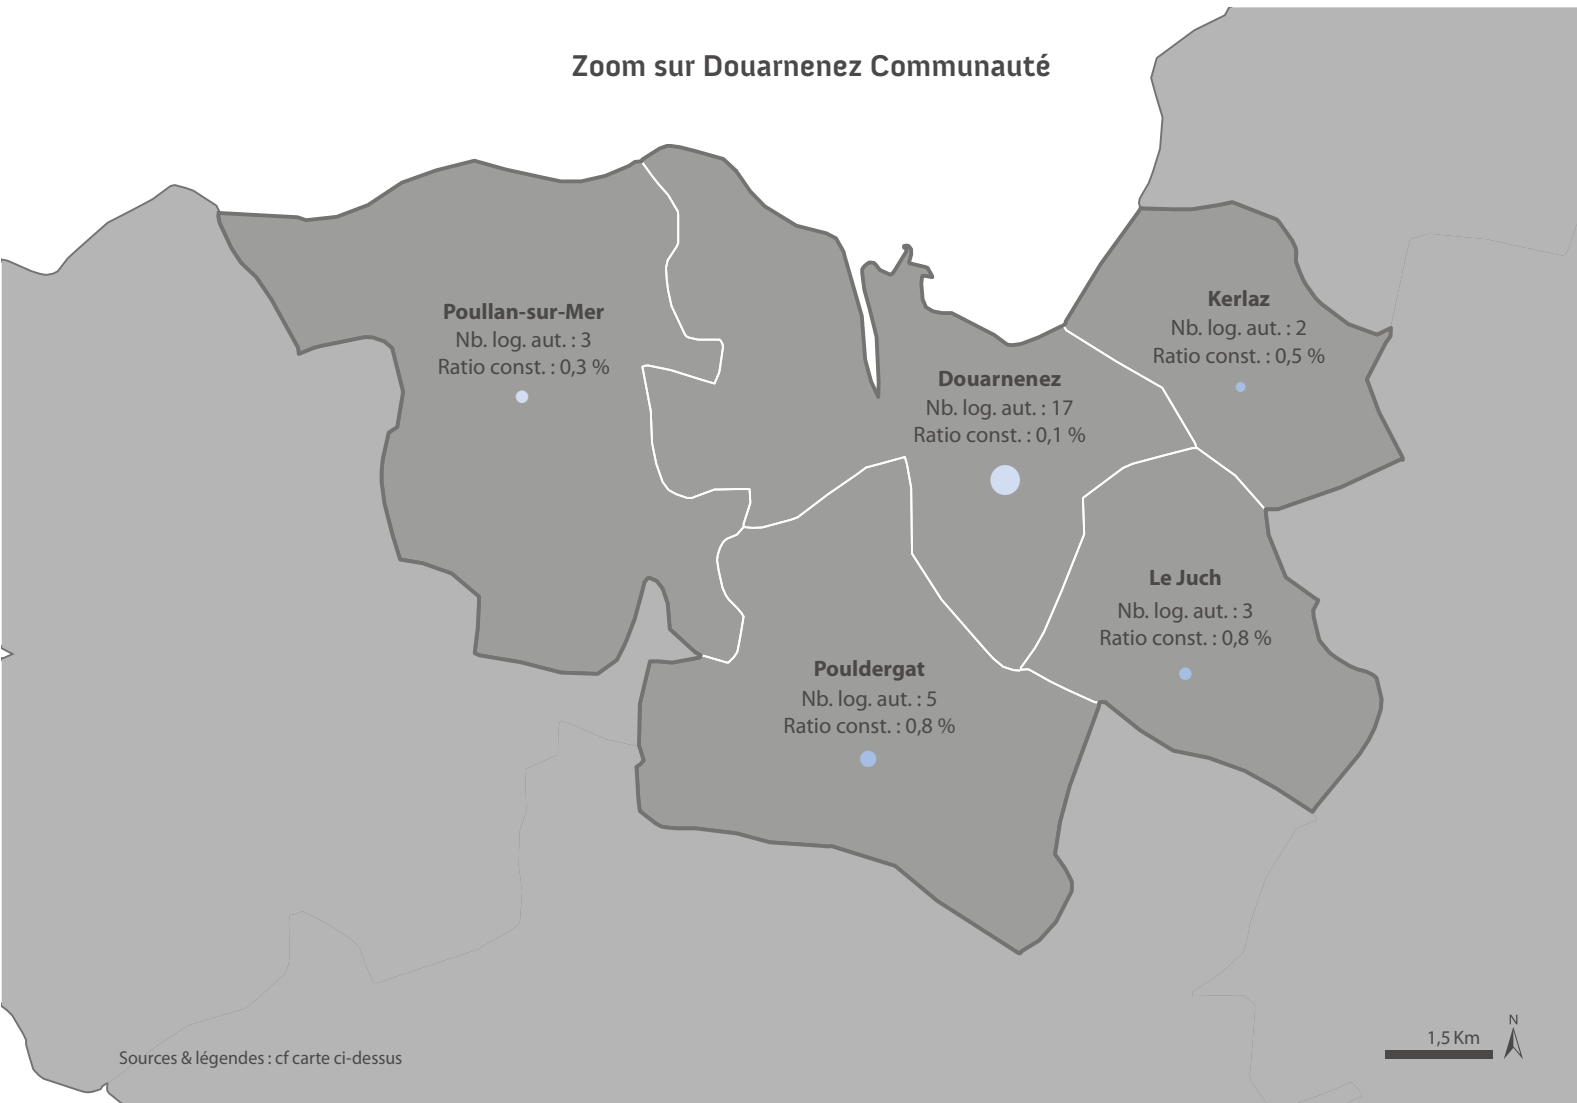 Zoom sur Douarnenez Communauté
Poullan-sur-Mer
Nb. log. aut. : 3
Ratio const. : 0,3 %
Kerlaz
Nb. log. aut. : 2
Ratio const. : 0,5 %
Douarnenez
Nb. log. aut. : 17
Ratio const. : 0,1 %
Le Juch
Nb. log. aut. : 3
Ratio const. : 0,8 %
Pouldergat
Nb. log. aut. : 5
Ratio const. : 0,8 %
Sources & légendes : cf carte ci-dessus
1,5 Km
N